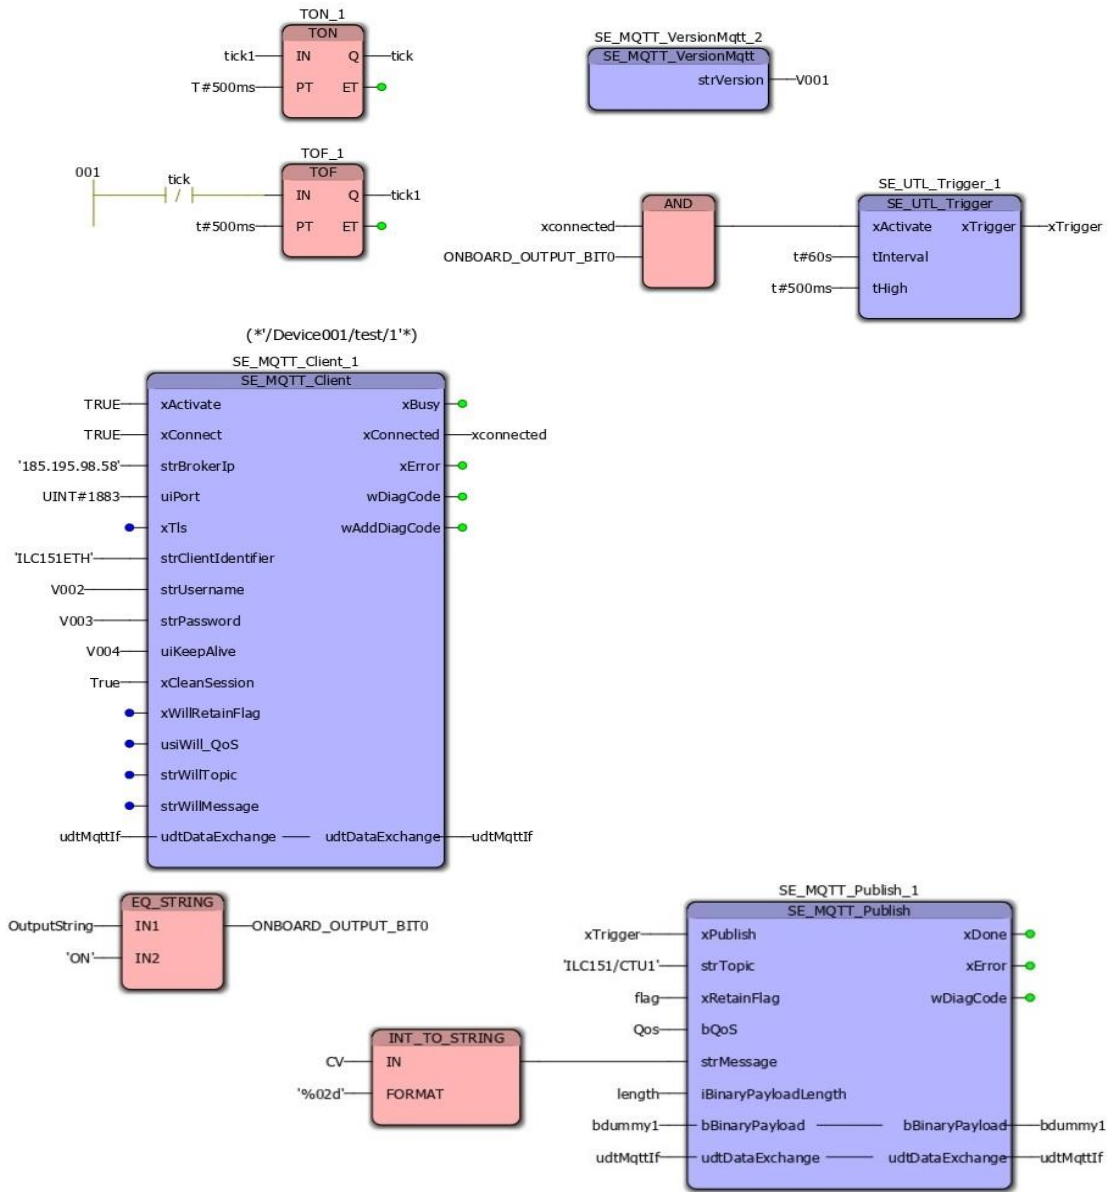 TON_1
TON
tick1 IN Q tick
T#500ms PT ET
SE_MQTT_VersionMqtt_2
SE_MQTT_VersionMqtt
strVersion V001
TOF_1
001 tick TOF
/ IN Q tick1
t#500ms PT ET
AND
xconnected
ONBOARD_OUTPUT_BIT0
SE_UTL_Trigger_1
SE_UTL_Trigger
xActivate xTrigger xTrigger
t#60s tInterval
t#500ms tHigh
(*'/Device001/test/1'*)
SE_MQTT_Client_1
SE_MQTT_Client
TRUE xActivate xBusy
TRUE xConnect xConnected xconnected
'185.195.98.58' strBrokerIp xError
UINT#1883 uiPort wDiagCode
xTls wAddDiagCode
'ILC151ETH' strClientIdentifier
V002 strUsername
V003 strPassword
V004 uiKeepAlive
True xCleanSession
xWillRetainFlag
usiWill_QoS
strWillTopic
strWillMessage
udtMqttIf udtDataExchange udtDataExchange udtMqttIf
EQ_STRING
OutputString IN1 ONBOARD_OUTPUT_BIT0
'ON' IN2
SE_MQTT_Publish_1
SE_MQTT_Publish
xTrigger xPublish xDone
'ILC151/CTU1' strTopic xError
flag xRetainFlag wDiagCode
Qos bQoS
INT_TO_STRING
CV IN strMessage
'%02d' FORMAT
length iBinaryPayloadLength
bdummy1 bBinaryPayload bBinaryPayload bdummy1
udtMqttIf udtDataExchange udtDataExchange udtMqttIf